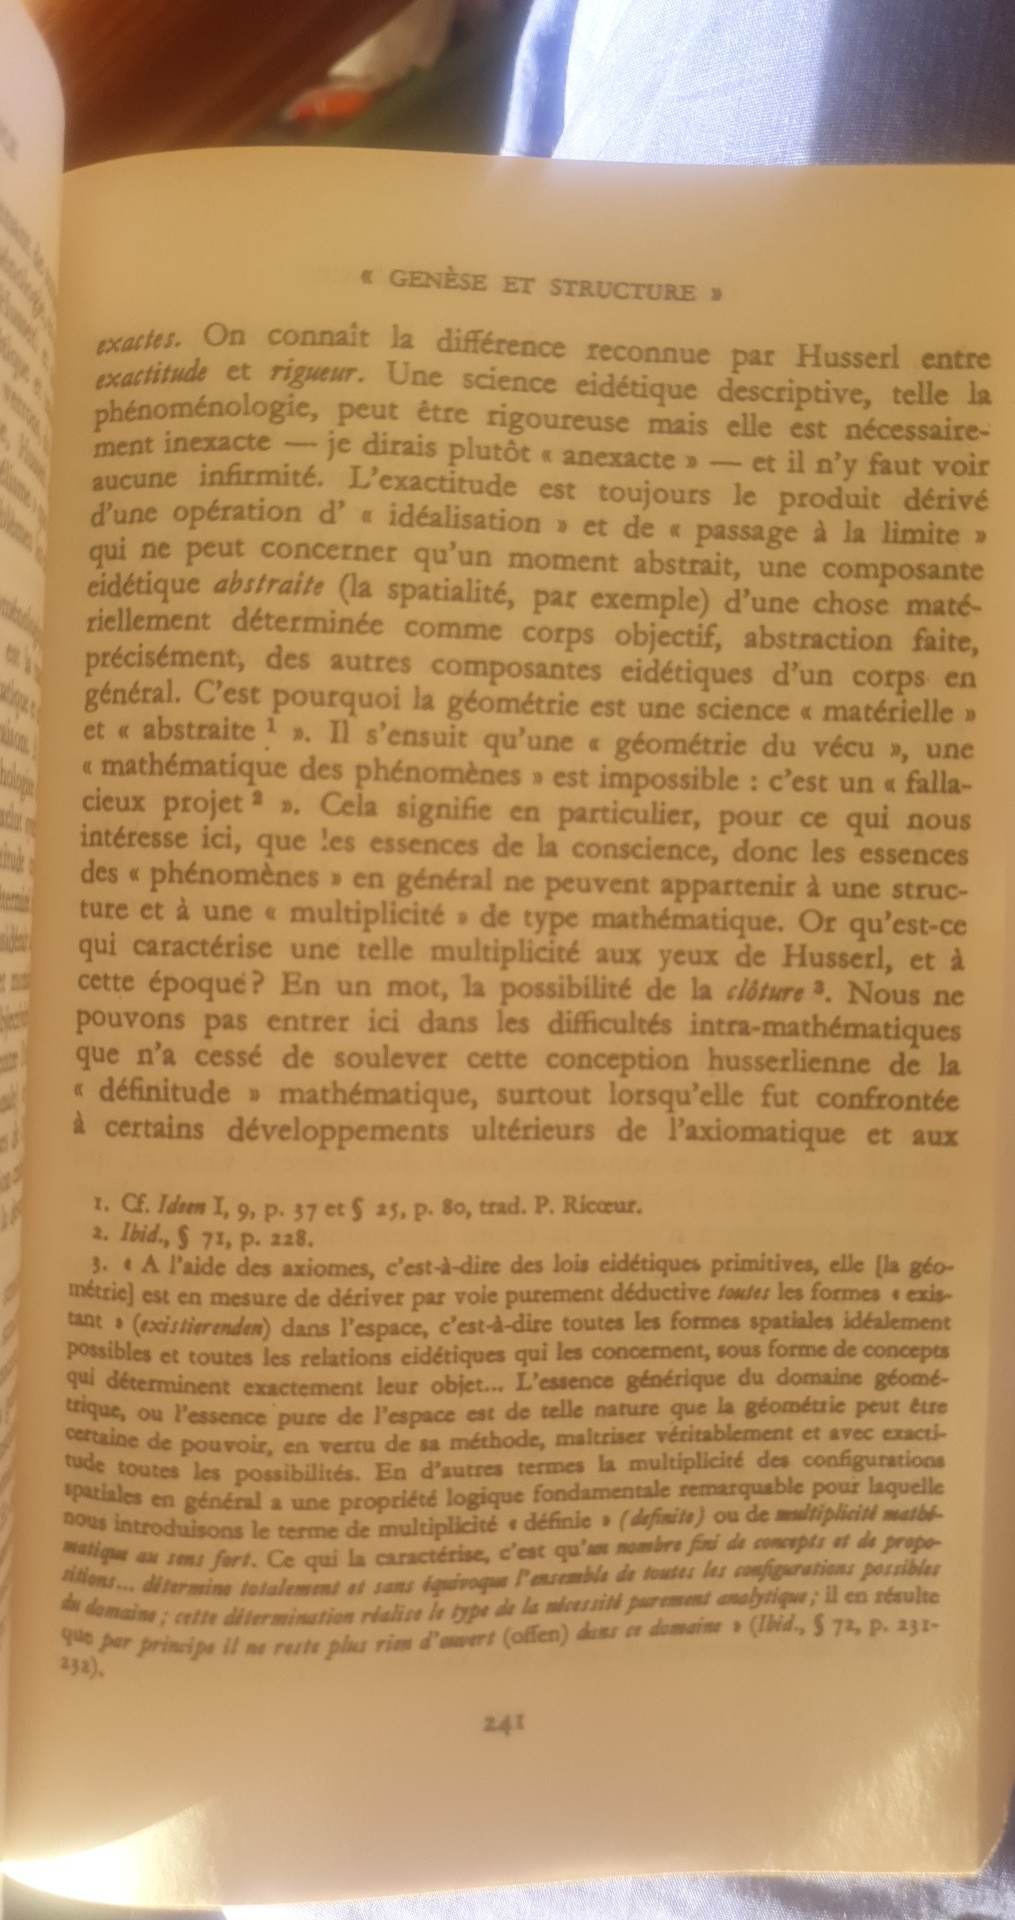 « GENÈSE ET STRUCTURE »
exactes. On connaît la différence reconnue par Husserl entre
exactitude et rigueur. Une science eidétique descriptive, telle la
phénoménologie, peut être rigoureuse mais elle est nécessaire-
ment inexacte — je dirais plutôt « anexacte » — et il n'y faut voir
aucune infirmité. L'exactitude est toujours le produit dérivé
d'une opération d' « idéalisation » et de « passage à la limite »
qui ne peut concerner qu'un moment abstrait, une composante
eidétique abstraite (la spatialité, par exemple) d'une chose maté-
riellement déterminée comme corps objectif, abstraction faite,
précisément, des autres composantes eidétiques d'un corps en
général. C'est pourquoi la géométrie est une science « matérielle »
et « abstraite ¹ ». Il s'ensuit qu'une « géométrie du vécu », une
« mathématique des phénomènes » est impossible : c'est un « falla-
cieux projet ² ». Cela signifie en particulier, pour ce qui nous
intéresse ici, que les essences de la conscience, donc les essences
des « phénomènes » en général ne peuvent appartenir à une struc-
ture et à une « multiplicité » de type mathématique. Or qu'est-ce
qui caractérise une telle multiplicité aux yeux de Husserl, et à
cette époque? En un mot, la possibilité de la clôture ³. Nous ne
pouvons pas entrer ici dans les difficultés intra-mathématiques
que n'a cessé de soulever cette conception husserlienne de la
« définitude » mathématique, surtout lorsqu'elle fut confrontée
à certains développements ultérieurs de l'axiomatique et aux
1. Cf. Ideen I, 9, p. 37 et § 25, p. 80, trad. P. Ricœur.
2. Ibid., § 71, p. 228.
3. « A l'aide des axiomes, c'est-à-dire des lois eidétiques primitives, elle [la géo-
métrie] est en mesure de dériver par voie purement déductive toutes les formes « exis-
tant » (existierenden) dans l'espace, c'est-à-dire toutes les formes spatiales idéalement
possibles et toutes les relations eidétiques qui les concernent, sous forme de concepts
qui déterminent exactement leur objet... L'essence générique du domaine géomé-
trique, ou l'essence pure de l'espace est de telle nature que la géométrie peut être
certaine de pouvoir, en vertu de sa méthode, maîtriser véritablement et avec exacti-
tude toutes les possibilités. En d'autres termes la multiplicité des configurations
spatiales en général a une propriété logique fondamentale remarquable pour laquelle
nous introduisons le terme de multiplicité « définie » (definite) ou de multiplicité mathé-
matique au sens fort. Ce qui la caractérise, c'est qu'un nombre fini de concepts et de propo-
sitions... détermine totalement et sans équivoque l'ensemble de toutes les configurations possibles
du domaine ; cette détermination réalise le type de la nécessité purement analytique ; il en résulte
que par principe il ne reste plus rien d'ouvert (offen) dans ce domaine » (Ibid., § 72, p. 231-
232).
241